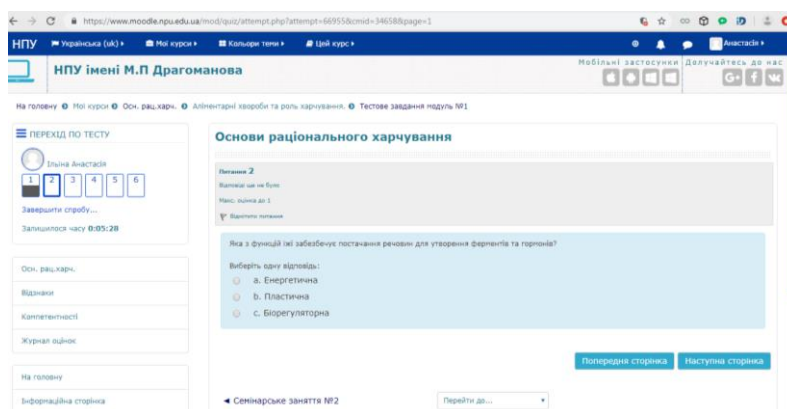 https://www.moodle.npu.edu.ua/mod/quiz/attempt.php?attempt=66955&cmid=34658&page=1
НПУ Українська (uk) Мої курси Кольори теми Цей курс Анастасія
НПУ імені М.П Драгоманова
Мобільні застосунки Долучайтесь до нас
На головну Мої курси Осн. рац.харч. Аліментарні хвороби та роль харчування. Тестове завдання модуль №1
ПЕРЕХІД ПО ТЕСТУ
Ільїна Анастасія
1 2 3 4 5 6
Завершити спробу...
Залишилося часу 0:05:28
Осн. рац.харч.
Відзнаки
Компетентності
Журнал оцінок
На головну
Інформаційна сторінка
Основи раціонального харчування
Питання 2
Відповіді ще не було
Макс. оцінка до 1
Відмітити питання
Яка з функцій їжі забезбечує постачання речовин для утворення ферментів та гормонів?
Виберіть одну відповідь:
a. Енергетична
b. Пластична
c. Біорегуляторна
Попередня сторінка Наступна сторінка
◄ Семінарське заняття №2 Перейти до...